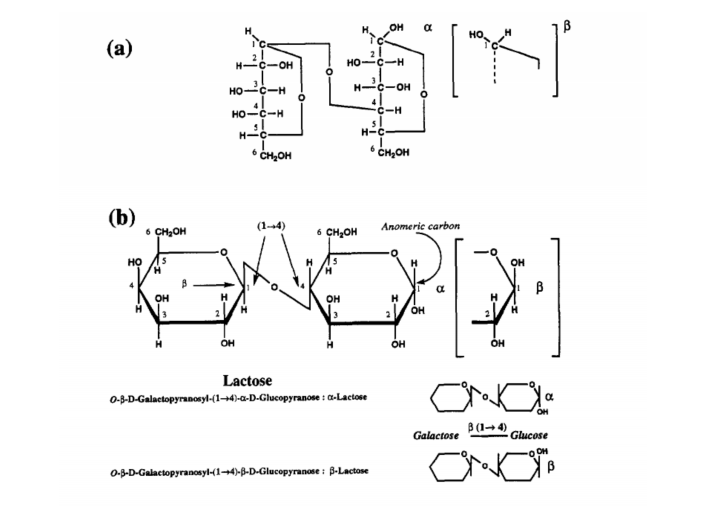 (a)
H
OH
α
HO
H
β
1
C
1
C
1
C
2
2
H
C
OH
HO
C
H
O
3
3
HO
C
H
O
H
C
OH
O
4
4
HO
C
H
C
H
5
5
H
C
H
C
6
CH₂OH
6
CH₂OH
(b)
6 CH₂OH
(1→4)
6 CH₂OH
Anomeric carbon
HO
5
O
H
5
O
H
O
OH
H
H
4
β
1
O
4
1
α
1
β
H
OH
H
H
H
OH
H
OH
H
H
3
2
3
2
2
H
OH
H
OH
OH
Lactose
O-β-D-Galactopyranosyl-(1→4)-α-D-Glucopyranose : α-Lactose
O
O
O
α
OH
Galactose
β (1→ 4)
Glucose
O-β-D-Galactopyranosyl-(1→4)-β-D-Glucopyranose : β-Lactose
O
O
O
OH
β